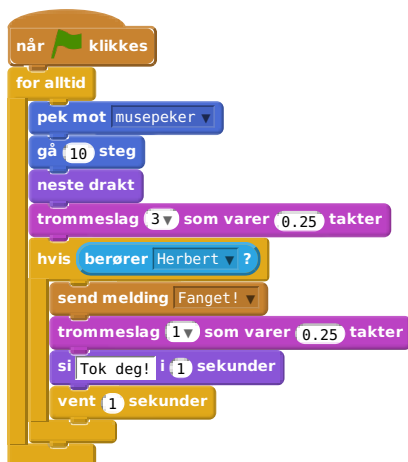 når klikkes
for alltid
pek mot musepeker
gå 10 steg
neste drakt
trommeslag 3 som varer 0.25 takter
hvis berører Herbert ?
send melding Fanget!
trommeslag 1 som varer 0.25 takter
si Tok deg! i 1 sekunder
vent 1 sekunder